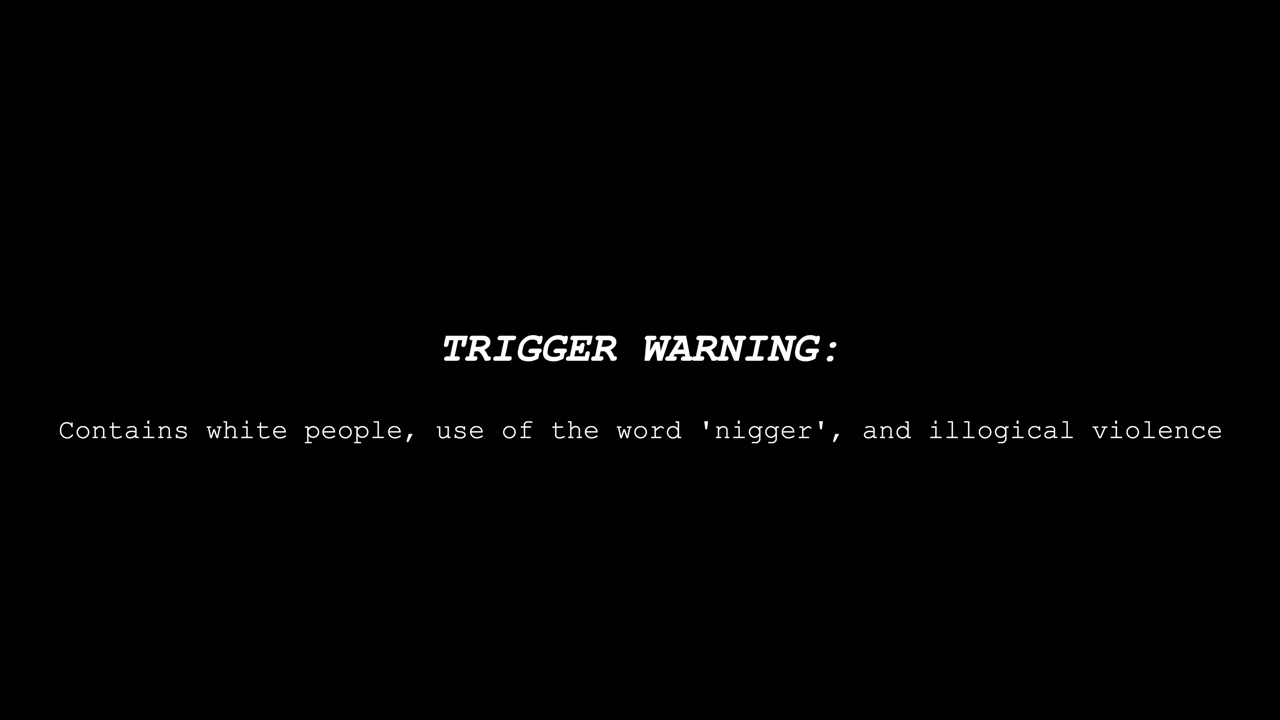 TRIGGER WARNING:
Contains white people, use of the word 'nigger', and illogical violence